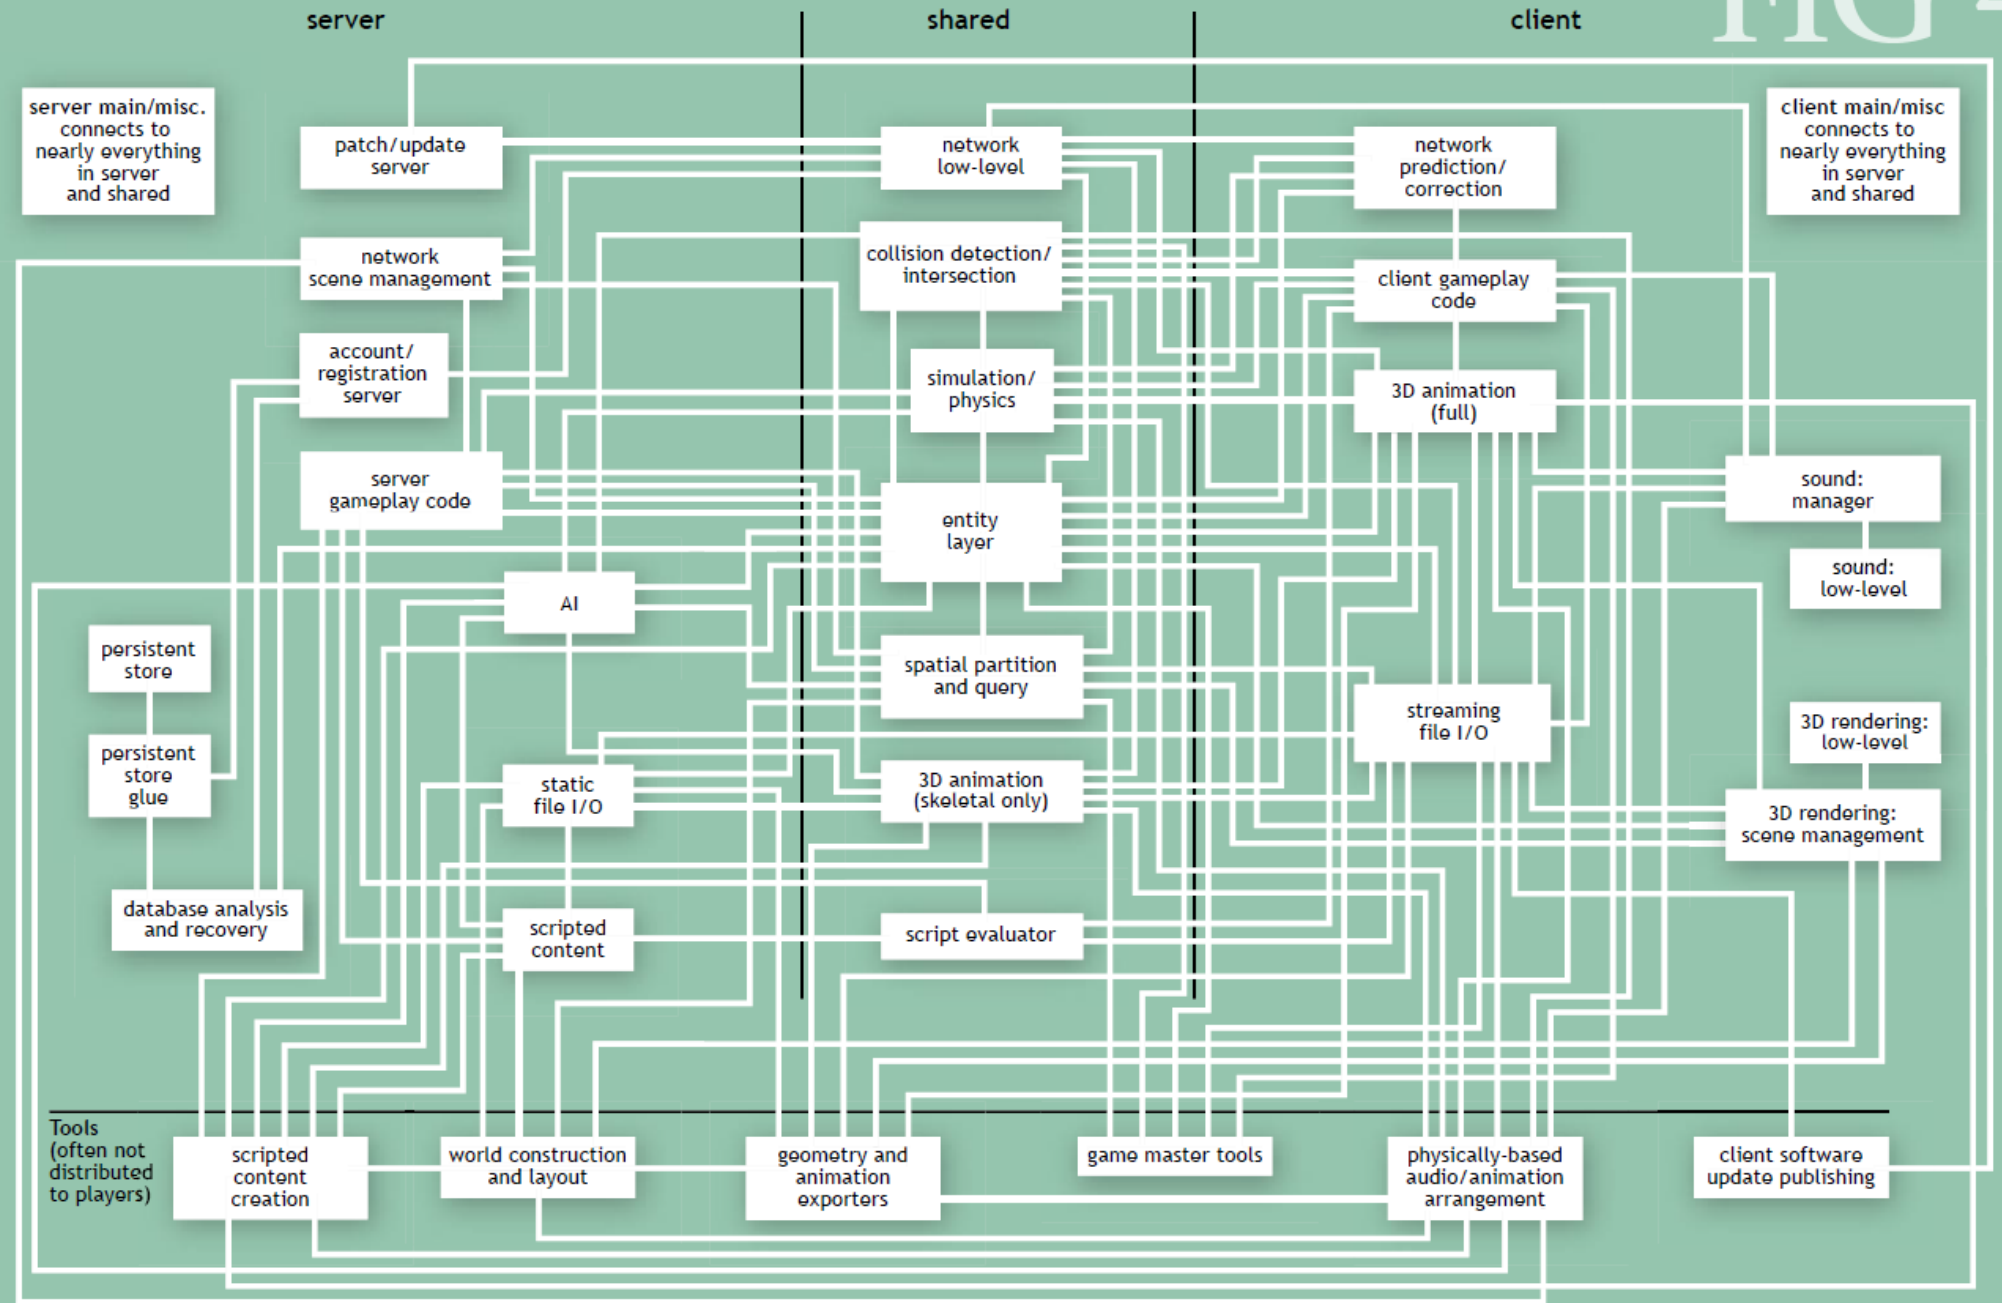 server
shared
client
FIG
server main/misc.
connects to
nearly everything
in server
and shared
patch/update
server
network
low-level
network
prediction/
correction
client main/misc
connects to
nearly everything
in server
and shared
network
scene management
collision detection/
intersection
client gameplay
code
account/
registration
server
simulation/
physics
3D animation
(full)
server
gameplay code
entity
layer
sound:
manager
sound:
low-level
AI
persistent
store
spatial partition
and query
streaming
file I/O
3D rendering:
low-level
persistent
store
glue
static
file I/O
3D animation
(skeletal only)
3D rendering:
scene management
database analysis
and recovery
scripted
content
script evaluator
Tools
(often not
distributed
to players)
scripted
content
creation
world construction
and layout
geometry and
animation
exporters
game master tools
physically-based
audio/animation
arrangement
client software
update publishing